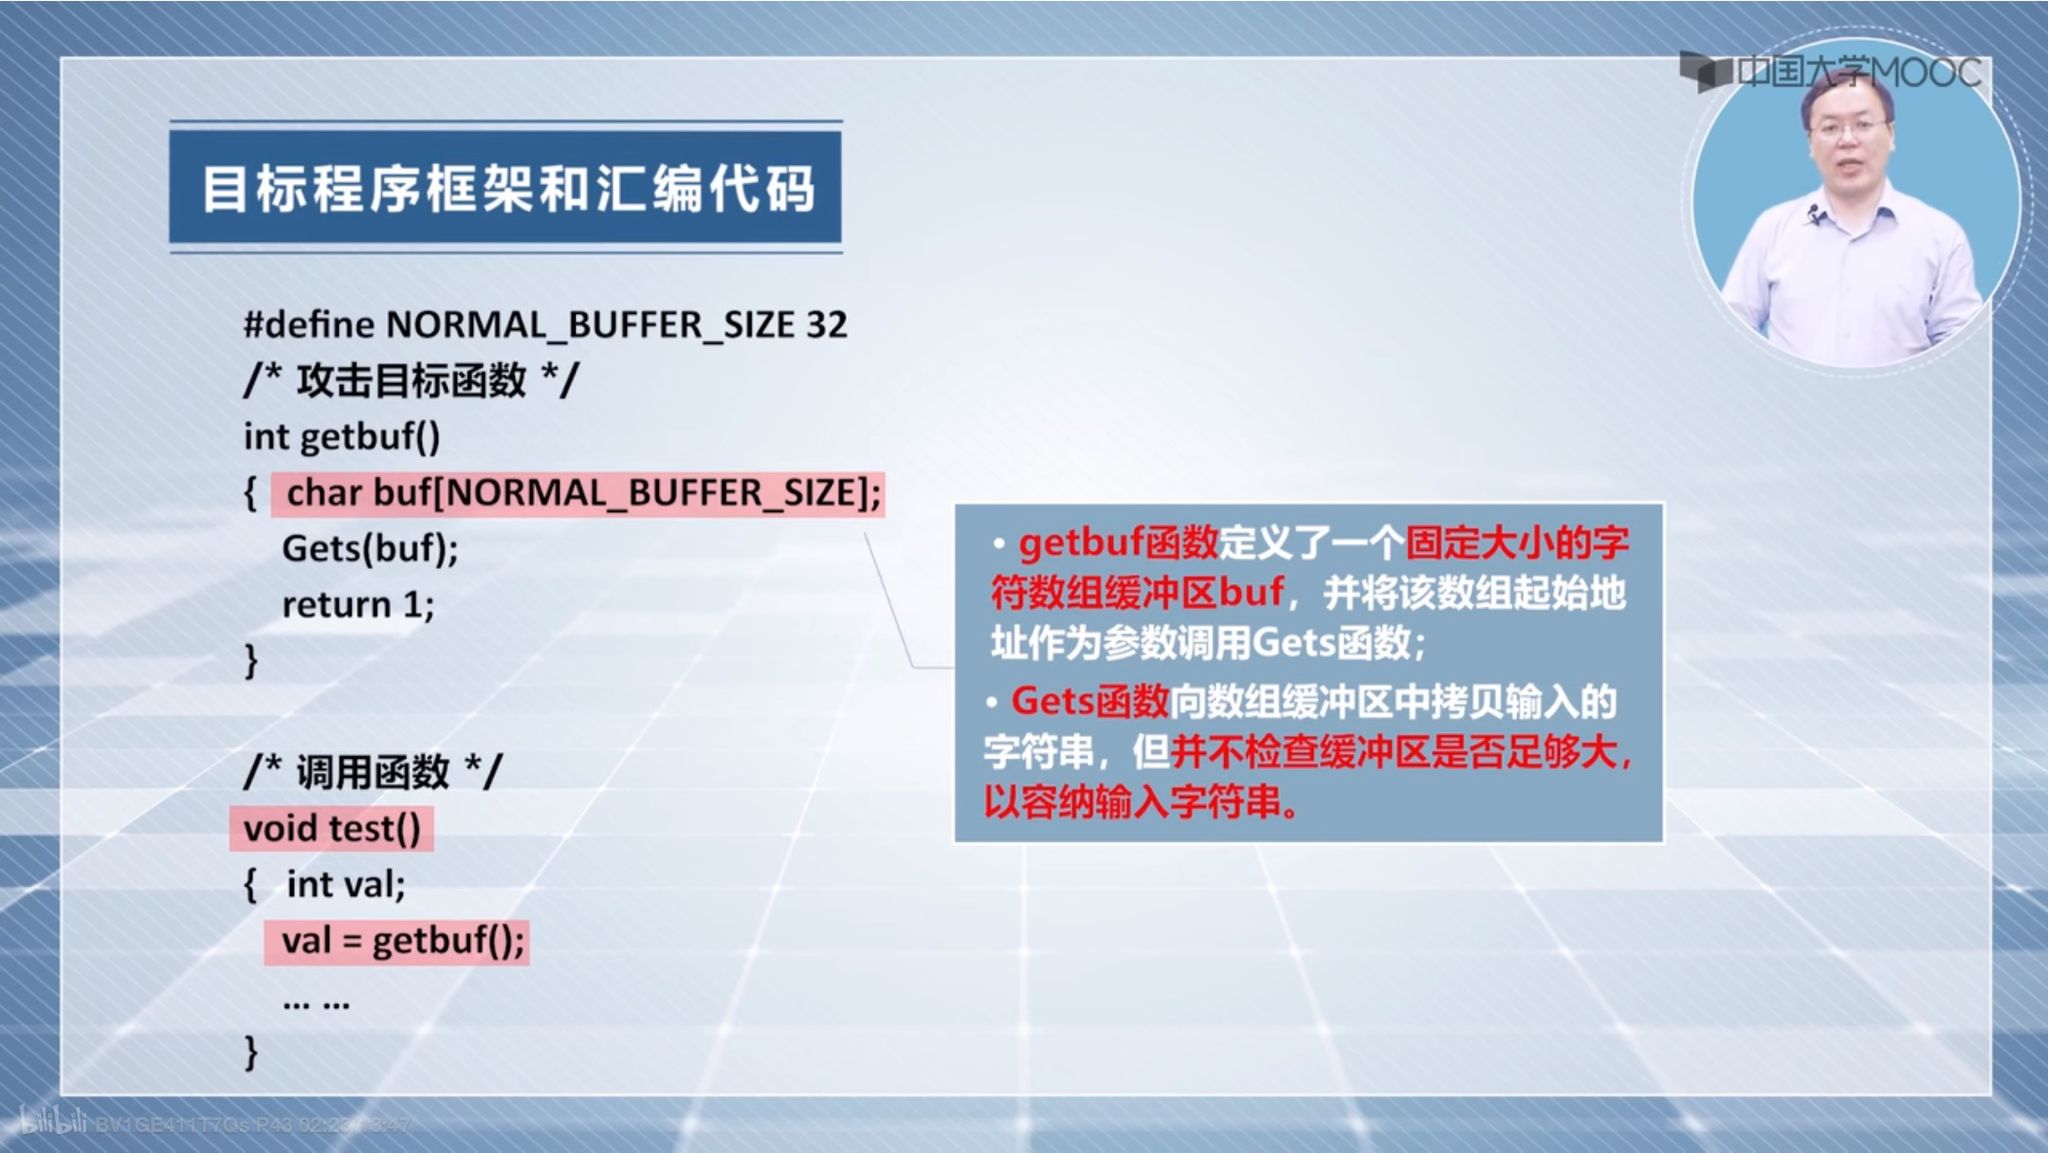 中国大学MOOC
目标程序框架和汇编代码
#define NORMAL_BUFFER_SIZE 32
/* 攻击目标函数 */
int getbuf()
{ char buf[NORMAL_BUFFER_SIZE];
Gets(buf);
return 1;
}
/* 调用函数 */
void test()
{ int val;
val = getbuf();
... ...
}
• getbuf函数定义了一个固定大小的字
符数组缓冲区buf，并将该数组起始地
址作为参数调用Gets函数；
• Gets函数向数组缓冲区中拷贝输入的
字符串，但并不检查缓冲区是否足够大，
以容纳输入字符串。
bilibili BV1GE411T7Qs P43 02:23/13:47